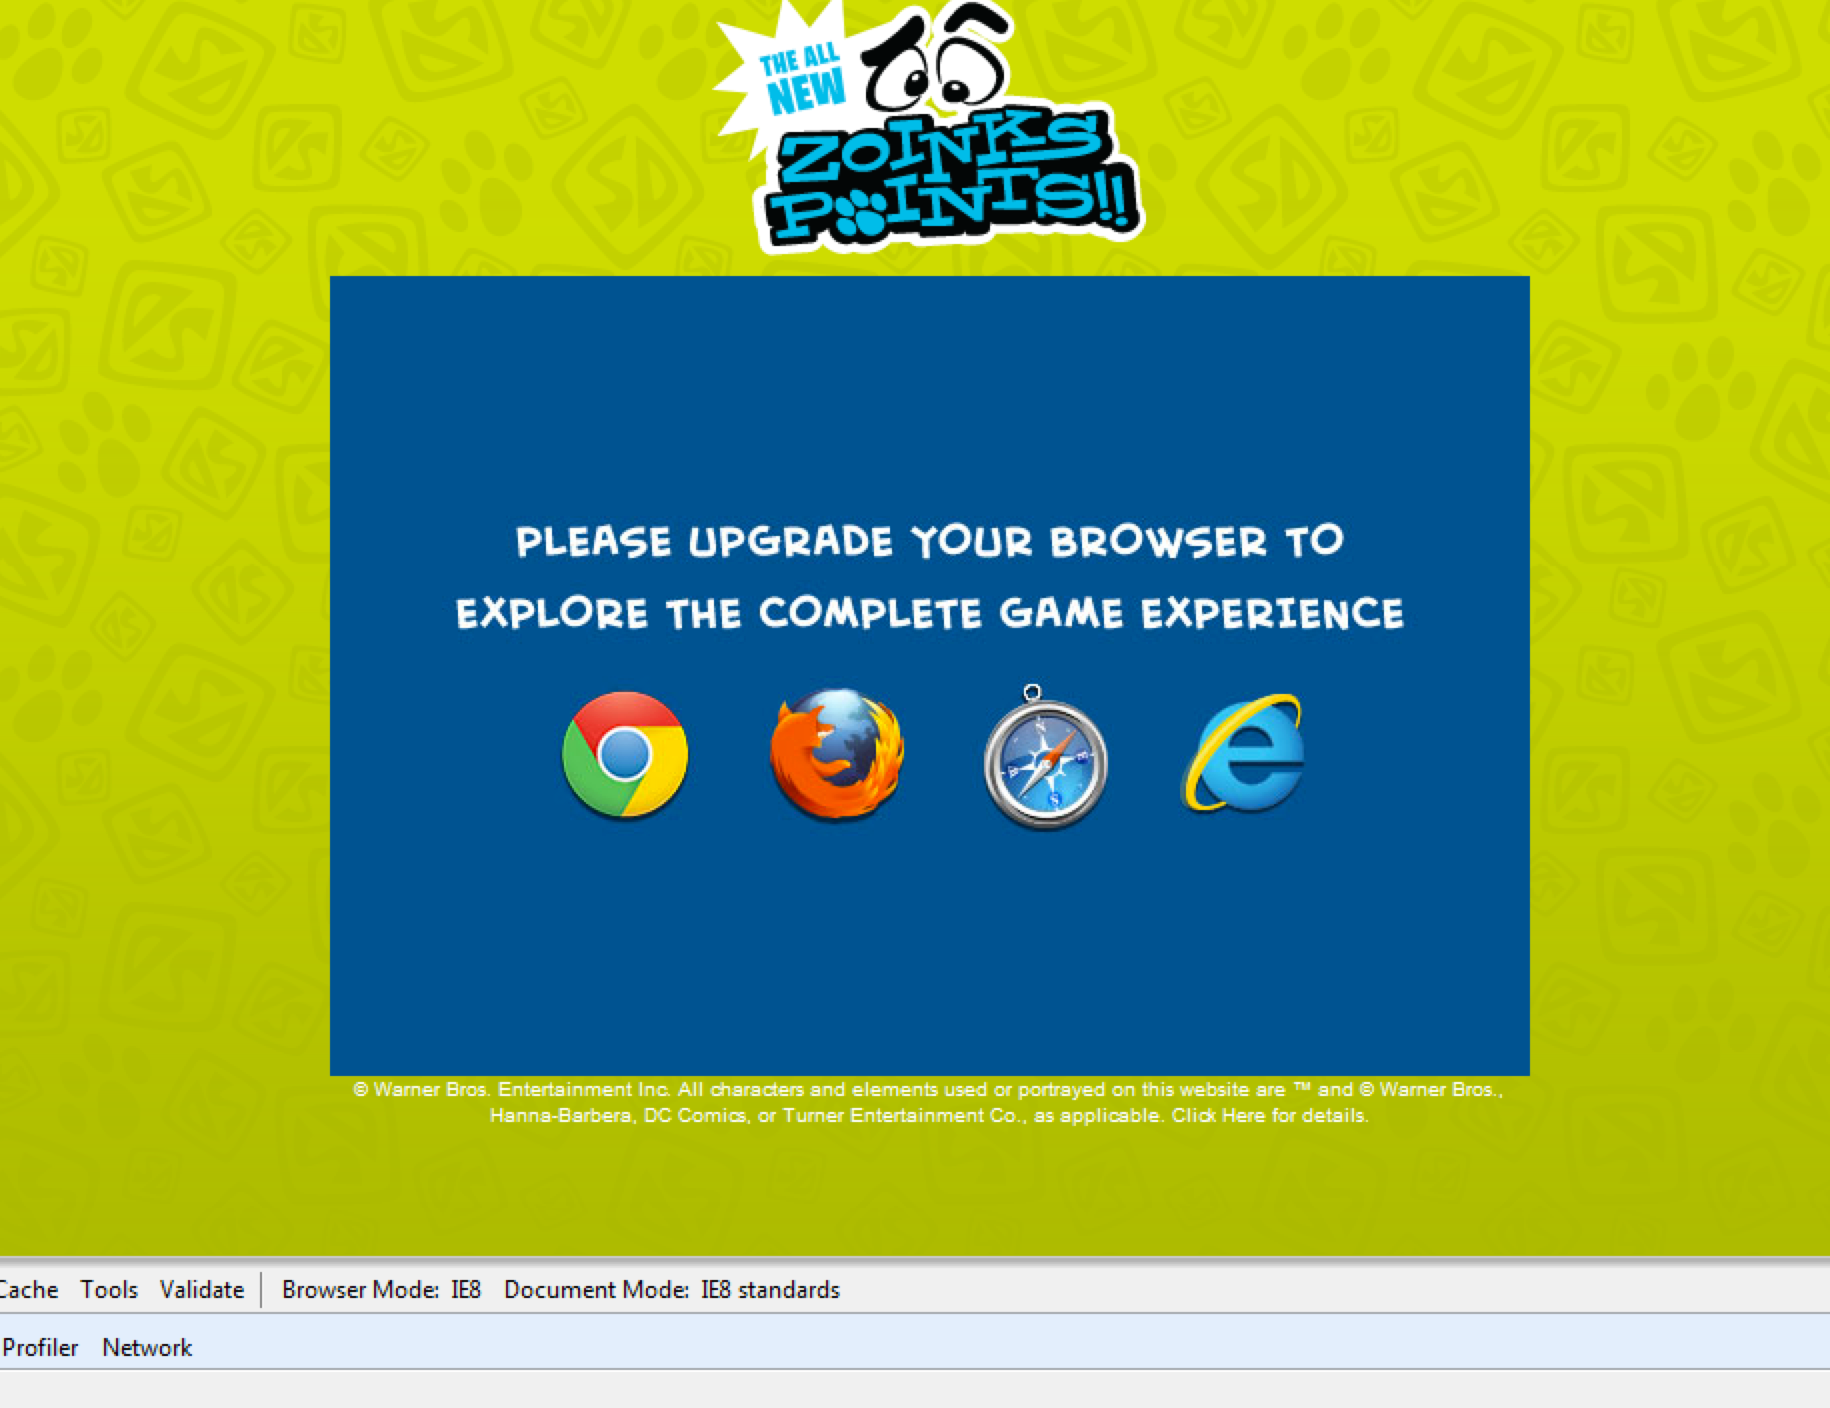 THE ALL
NEW
ZOINKS
POINTS!!
PLEASE UPGRADE YOUR BROWSER TO
EXPLORE THE COMPLETE GAME EXPERIENCE
© Warner Bros. Entertainment Inc. All characters and elements used or portrayed on this website are ™ and © Warner Bros.,
Hanna-Barbera, DC Comics, or Turner Entertainment Co., as applicable. Click Here for details.
Cache Tools Validate Browser Mode: IE8 Document Mode: IE8 standards
Profiler Network